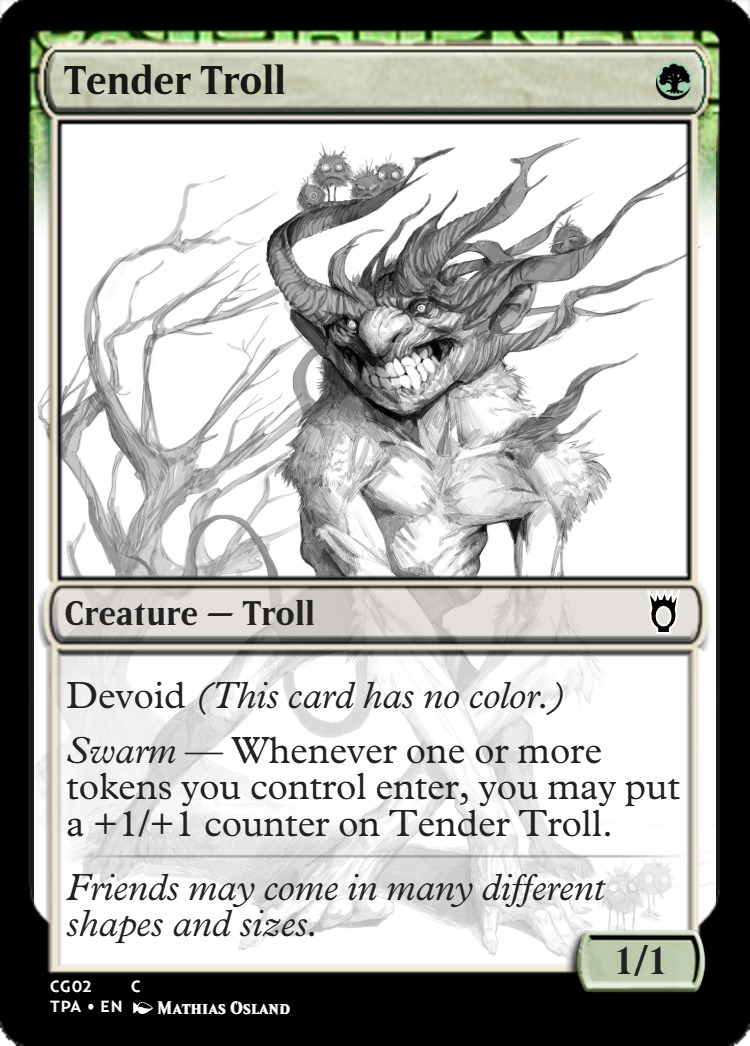 Tender Troll
Creature — Troll
Devoid (This card has no color.)
Swarm — Whenever one or more
tokens you control enter, you may put
a +1/+1 counter on Tender Troll.
Friends may come in many different
shapes and sizes.
1/1
CG02 C
TPA • EN Mathias Osland